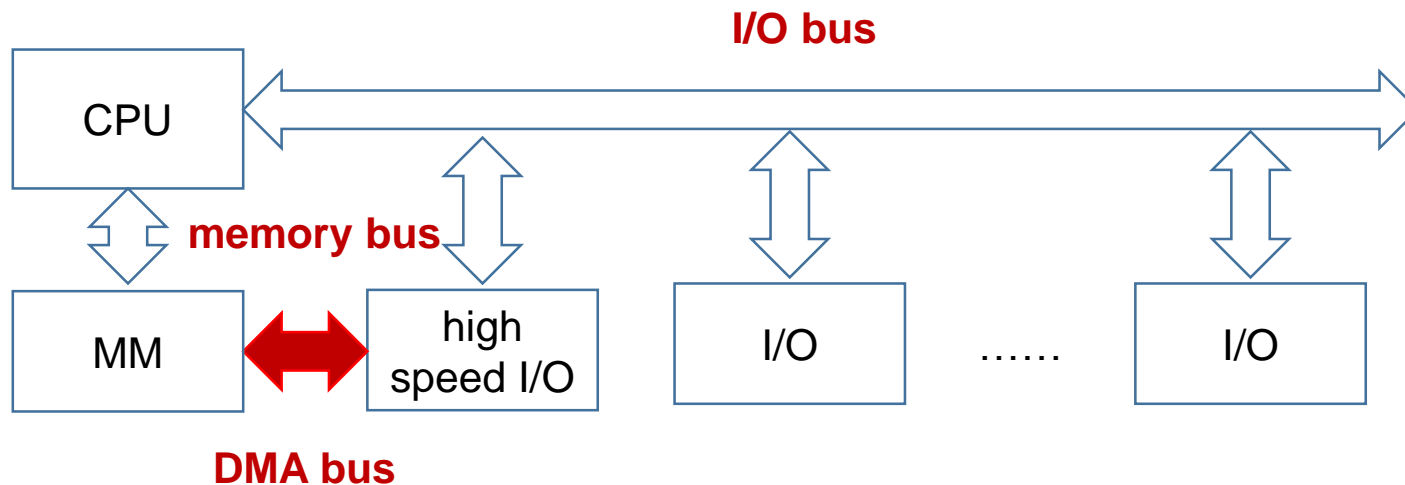 I/O bus
CPU
memory bus
MM
high
speed I/O
I/O
......
I/O
DMA bus